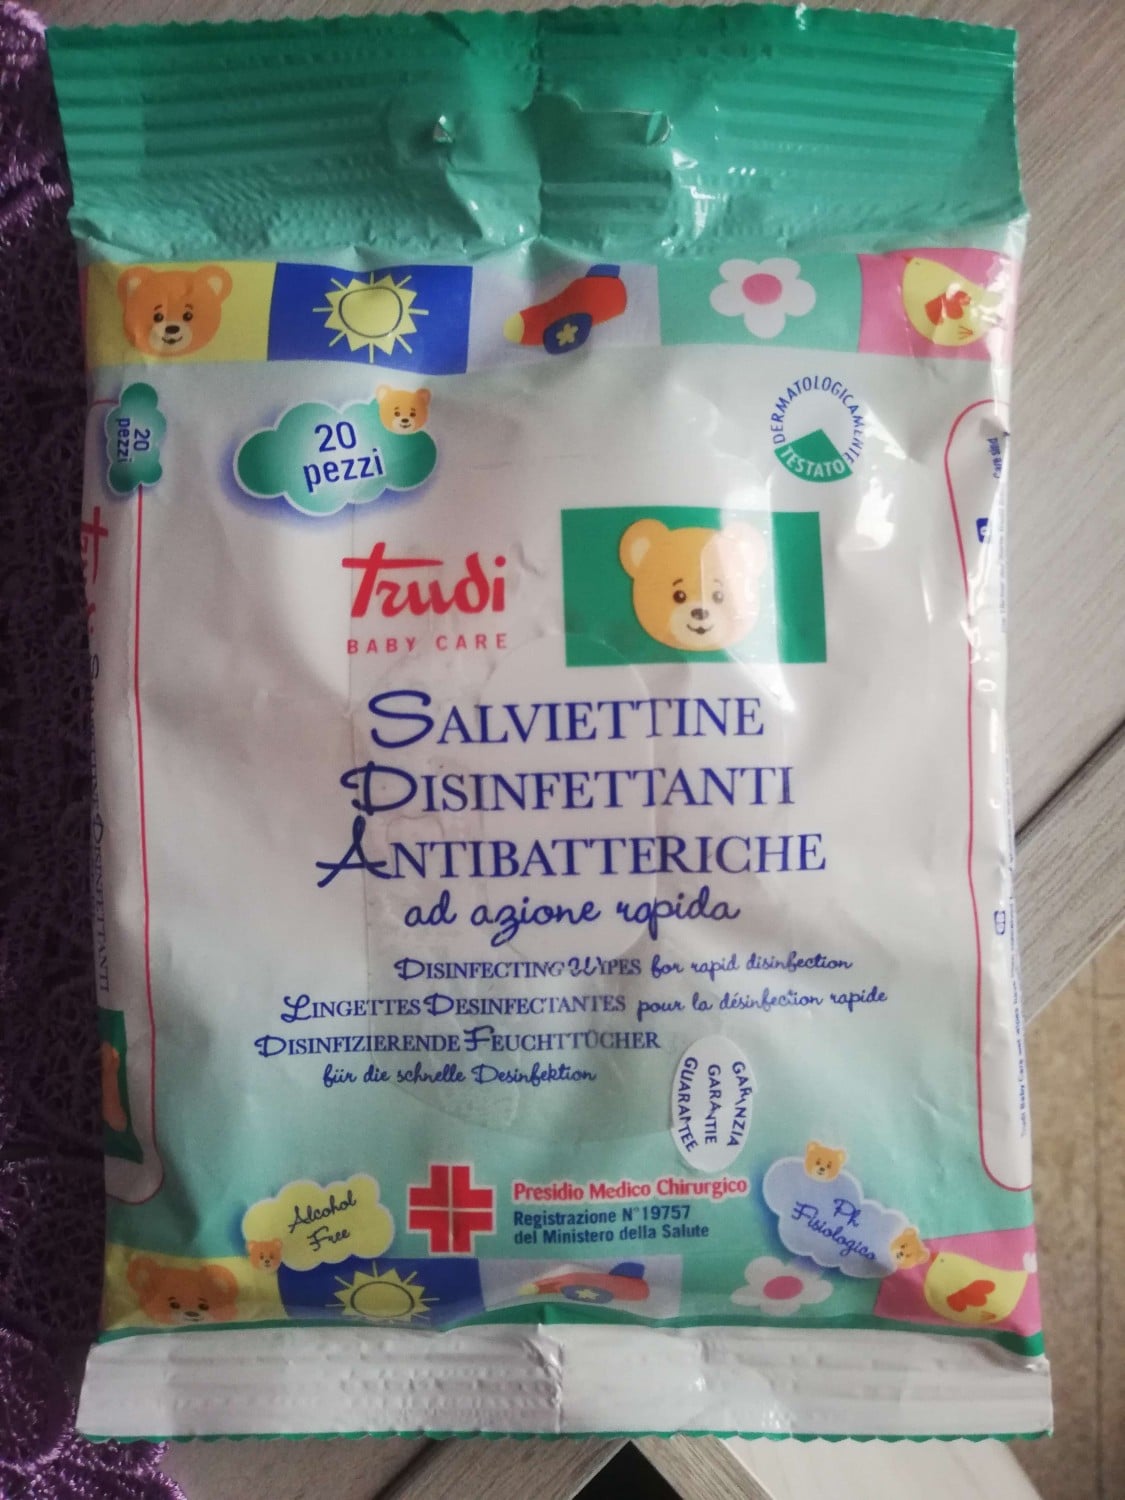 20
pezzi
20
pezzi
DERMATOLOGICAMENTE
TESTATO
Trudi
BABY CARE
SALVIETTINE
DISINFETTANTI
ANTIBATTERICHE
ad azione rapida
DISINFECTING WYPES for rapid disinfection
LINGETTES DESINFECTANTES pour la désinfection rapide
DISINFIZIERENDE FEUCHTTÜCHER
für die schnelle Desinfektion
GARANZIA
GARANTIE
GUARANTEE
Alcohol
Free
Presidio Medico Chirurgico
Registrazione N°19757
del Ministero della Salute
Ph
Fisiologico
DISINFETTANTI